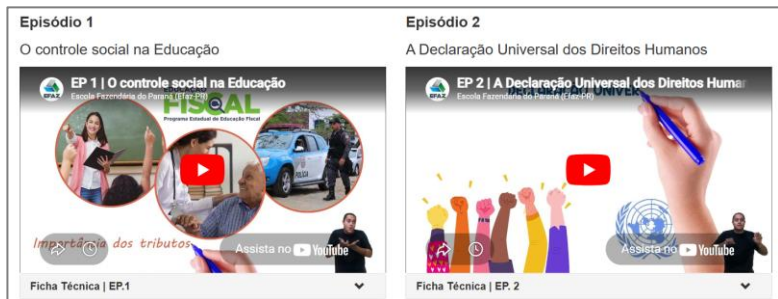 Episódio 1
O controle social na Educação
EP 1 | O controle social na Educação
Escola Fazendária do Paraná (Efaz-PR)
EFAZ
FISCAL
Programa Estadual de Educação Fiscal
POLÍCIA
Importância dos tributos
Assista no YouTube
Ficha Técnica | EP.1
Episódio 2
A Declaração Universal dos Direitos Humanos
EP 2 | A Declaração Universal dos Direitos Humar
Escola Fazendária do Paraná (Efaz-PR)
EFAZ
Assista no YouTube
Ficha Técnica | EP. 2